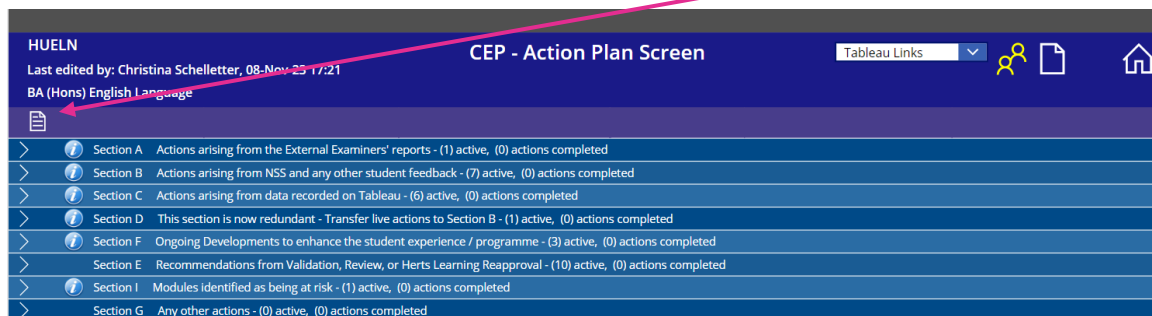 HUELN
CEP - Action Plan Screen
Tableau Links
Last edited by: Christina Schelletter, 08-Nov-23 17:21
BA (Hons) English Language
Section A Actions arising from the External Examiners' reports - (1) active, (0) actions completed
Section B Actions arising from NSS and any other student feedback - (7) active, (0) actions completed
Section C Actions arising from data recorded on Tableau - (6) active, (0) actions completed
Section D This section is now redundant - Transfer live actions to Section B - (1) active, (0) actions completed
Section F Ongoing Developments to enhance the student experience / programme - (3) active, (0) actions completed
Section E Recommendations from Validation, Review, or Herts Learning Reapproval - (10) active, (0) actions completed
Section I Modules identified as being at risk - (1) active, (0) actions completed
Section G Any other actions - (0) active, (0) actions completed